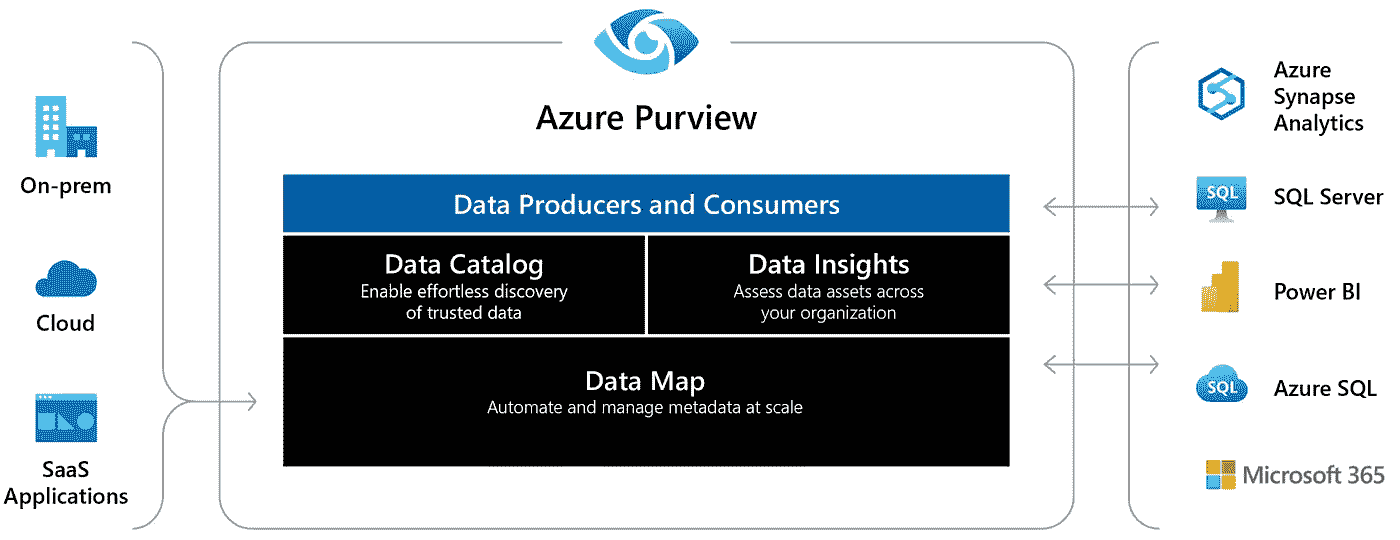 Azure Purview
On-prem
Cloud
SaaS
Applications
Data Producers and Consumers
Data Catalog
Enable effortless discovery
of trusted data
Data Insights
Assess data assets across
your organization
Data Map
Automate and manage metadata at scale
Azure
Synapse
Analytics
SQL
SQL Server
Power BI
SQL
Azure SQL
Microsoft 365